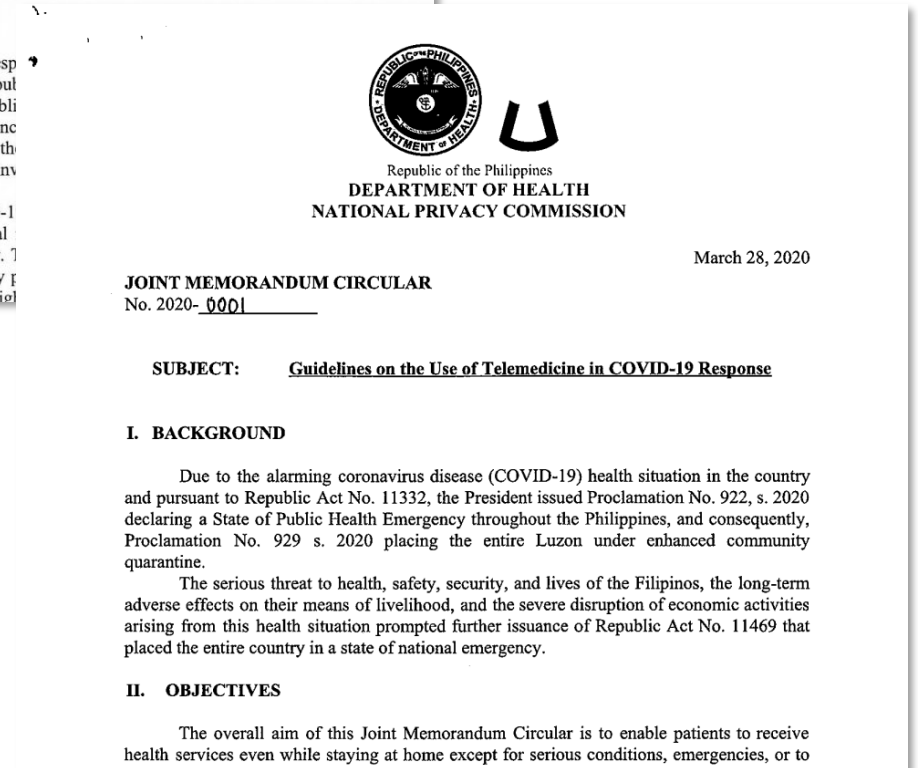 REPUBLIC OF THE PHILIPPINES
DEPARTMENT OF HEALTH
Republic of the Philippines
DEPARTMENT OF HEALTH
NATIONAL PRIVACY COMMISSION
March 28, 2020
JOINT MEMORANDUM CIRCULAR
No. 2020- 0001
SUBJECT: Guidelines on the Use of Telemedicine in COVID-19 Response
I. BACKGROUND
Due to the alarming coronavirus disease (COVID-19) health situation in the country
and pursuant to Republic Act No. 11332, the President issued Proclamation No. 922, s. 2020
declaring a State of Public Health Emergency throughout the Philippines, and consequently,
Proclamation No. 929 s. 2020 placing the entire Luzon under enhanced community
quarantine.
The serious threat to health, safety, security, and lives of the Filipinos, the long-term
adverse effects on their means of livelihood, and the severe disruption of economic activities
arising from this health situation prompted further issuance of Republic Act No. 11469 that
placed the entire country in a state of national emergency.
II. OBJECTIVES
The overall aim of this Joint Memorandum Circular is to enable patients to receive
health services even while staying at home except for serious conditions, emergencies, or to